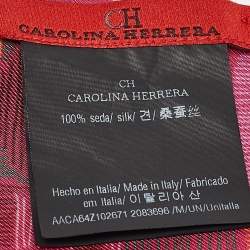 CH
CAROLINA HERRERA
CH
CAROLINA HERRERA
100% seda/ silk/ 견/ 桑蚕丝
Hecho en Italia/ Made in Italy/ Fabricado
em Italia/ 이탈리아 산
AACA64Z102671 2083696 /M/UN/Unitalla